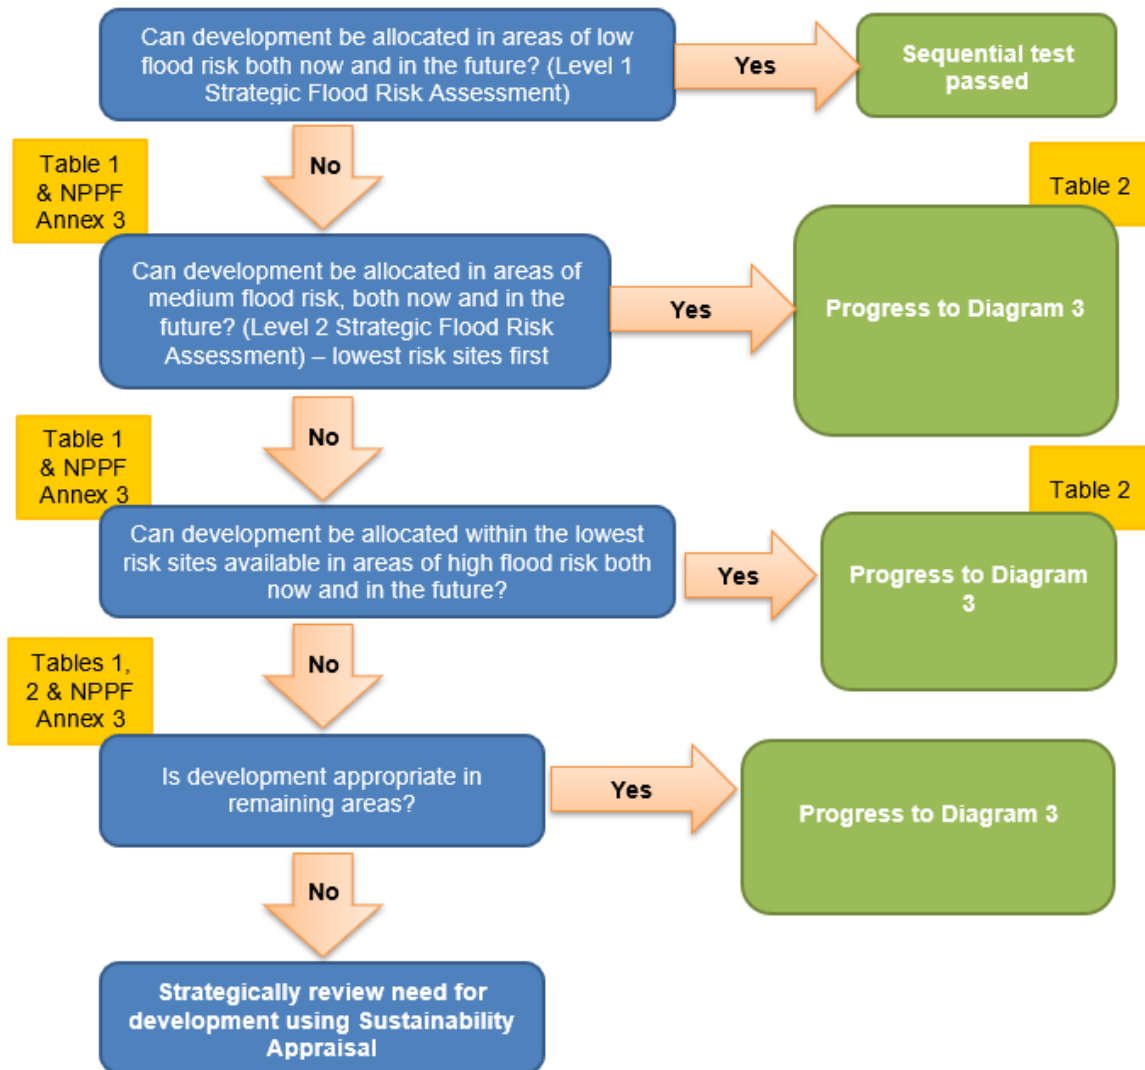 Can development be allocated in areas of low
flood risk both now and in the future? (Level 1
Strategic Flood Risk Assessment)
Yes
Sequential test
passed
No
Table 1
& NPPF
Annex 3
Table 2
Can development be allocated in areas of
medium flood risk, both now and in the
future? (Level 2 Strategic Flood Risk
Assessment) – lowest risk sites first
Yes
Progress to Diagram 3
No
Table 1
& NPPF
Annex 3
Table 2
Can development be allocated within the lowest
risk sites available in areas of high flood risk both
now and in the future?
Yes
Progress to Diagram
3
No
Tables 1,
2 & NPPF
Annex 3
Is development appropriate in
remaining areas?
Yes
Progress to Diagram 3
No
Strategically review need for
development using Sustainability
Appraisal